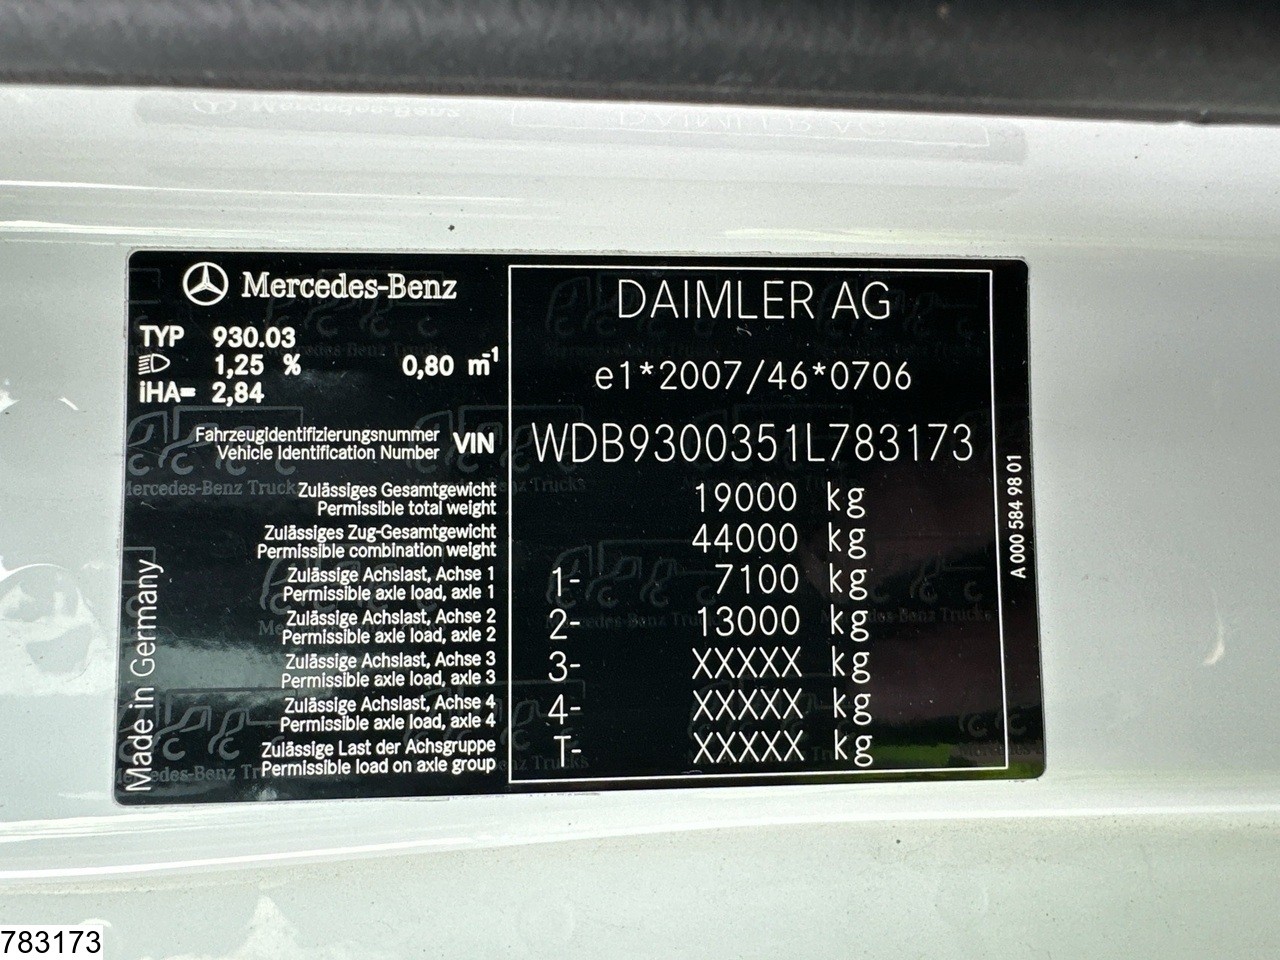 Mercedes-Benz
TYP 930.03
1,25 % 0,80 m⁻¹
iHA= 2,84
DAIMLER AG
e1*2007/46*0706
Fahrzeugidentifizierungsnummer
Vehicle Identification Number
VIN WDB9300351L783173
Zulässiges Gesamtgewicht
Permissible total weight
19000 kg
Zulässiges Zug-Gesamtgewicht
Permissible combination weight
44000 kg
Zulässige Achslast, Achse 1
Permissible axle load, axle 1
1- 7100 kg
Zulässige Achslast, Achse 2
Permissible axle load, axle 2
2- 13000 kg
Zulässige Achslast, Achse 3
Permissible axle load, axle 3
3- XXXXX kg
Zulässige Achslast, Achse 4
Permissible axle load, axle 4
4- XXXXX kg
Zulässige Last der Achsgruppe
Permissible load on axle group
T- XXXXX kg
Made in Germany
A 000 584 98 01
783173